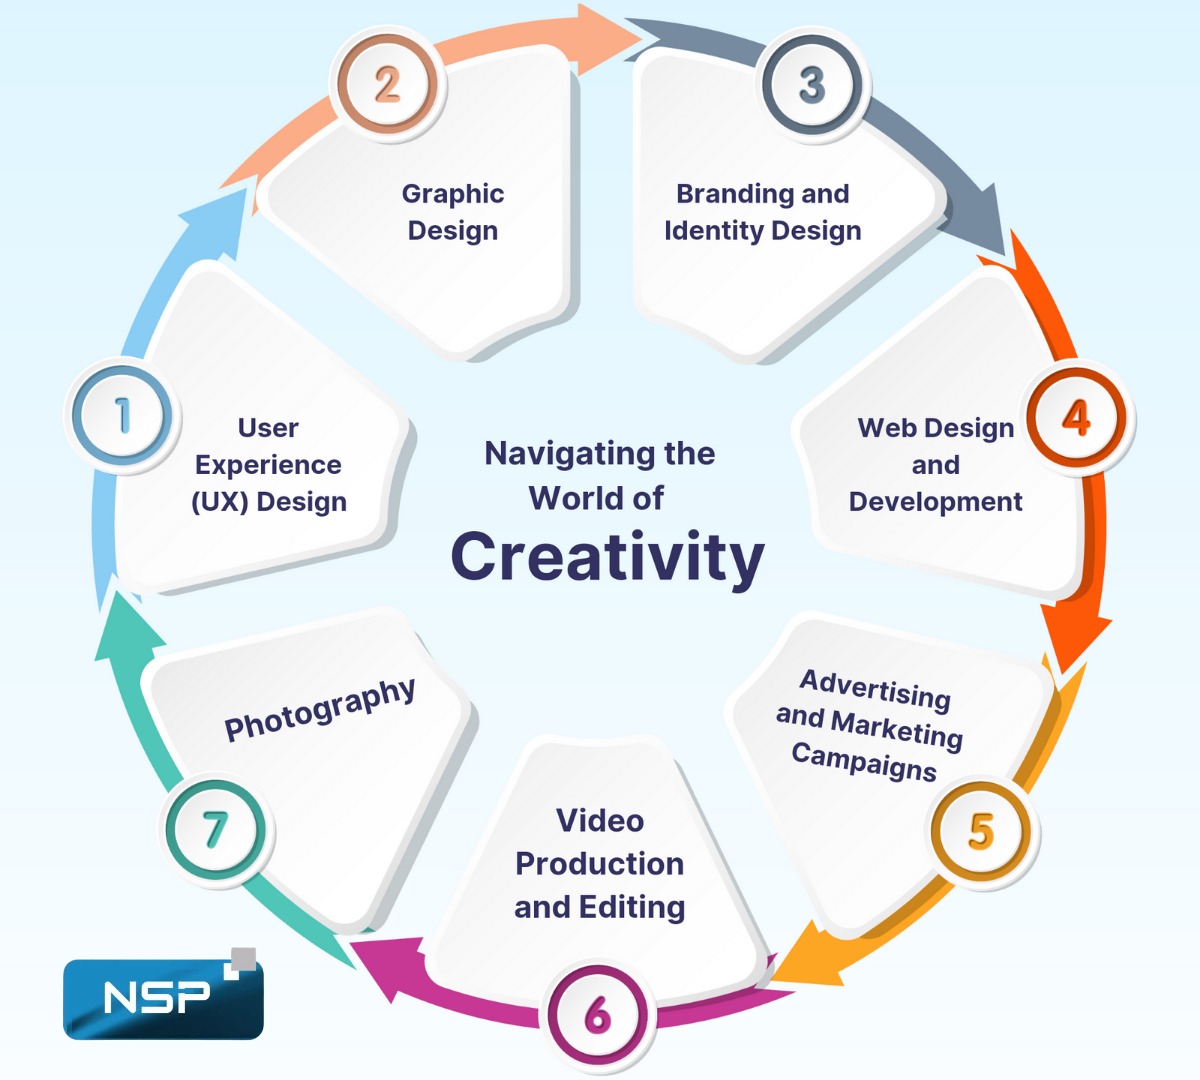 Navigating the
World of
Creativity
1
User
Experience
(UX) Design
2
Graphic
Design
3
Branding and
Identity Design
4
Web Design
and
Development
5
Advertising
and Marketing
Campaigns
6
Video
Production
and Editing
7
Photography
NSP